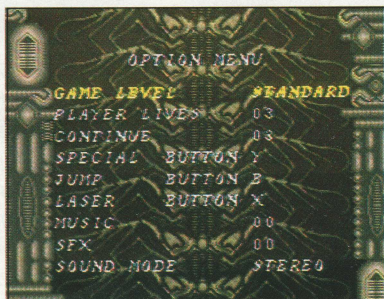 OPTION MENU
GAME LEVEL STANDARD
PLAYER LIVES 03
CONTINUE 03
SPECIAL BUTTON Y
JUMP BUTTON B
LASER BUTTON X
MUSIC 00
SFX 00
SOUND MODE STEREO